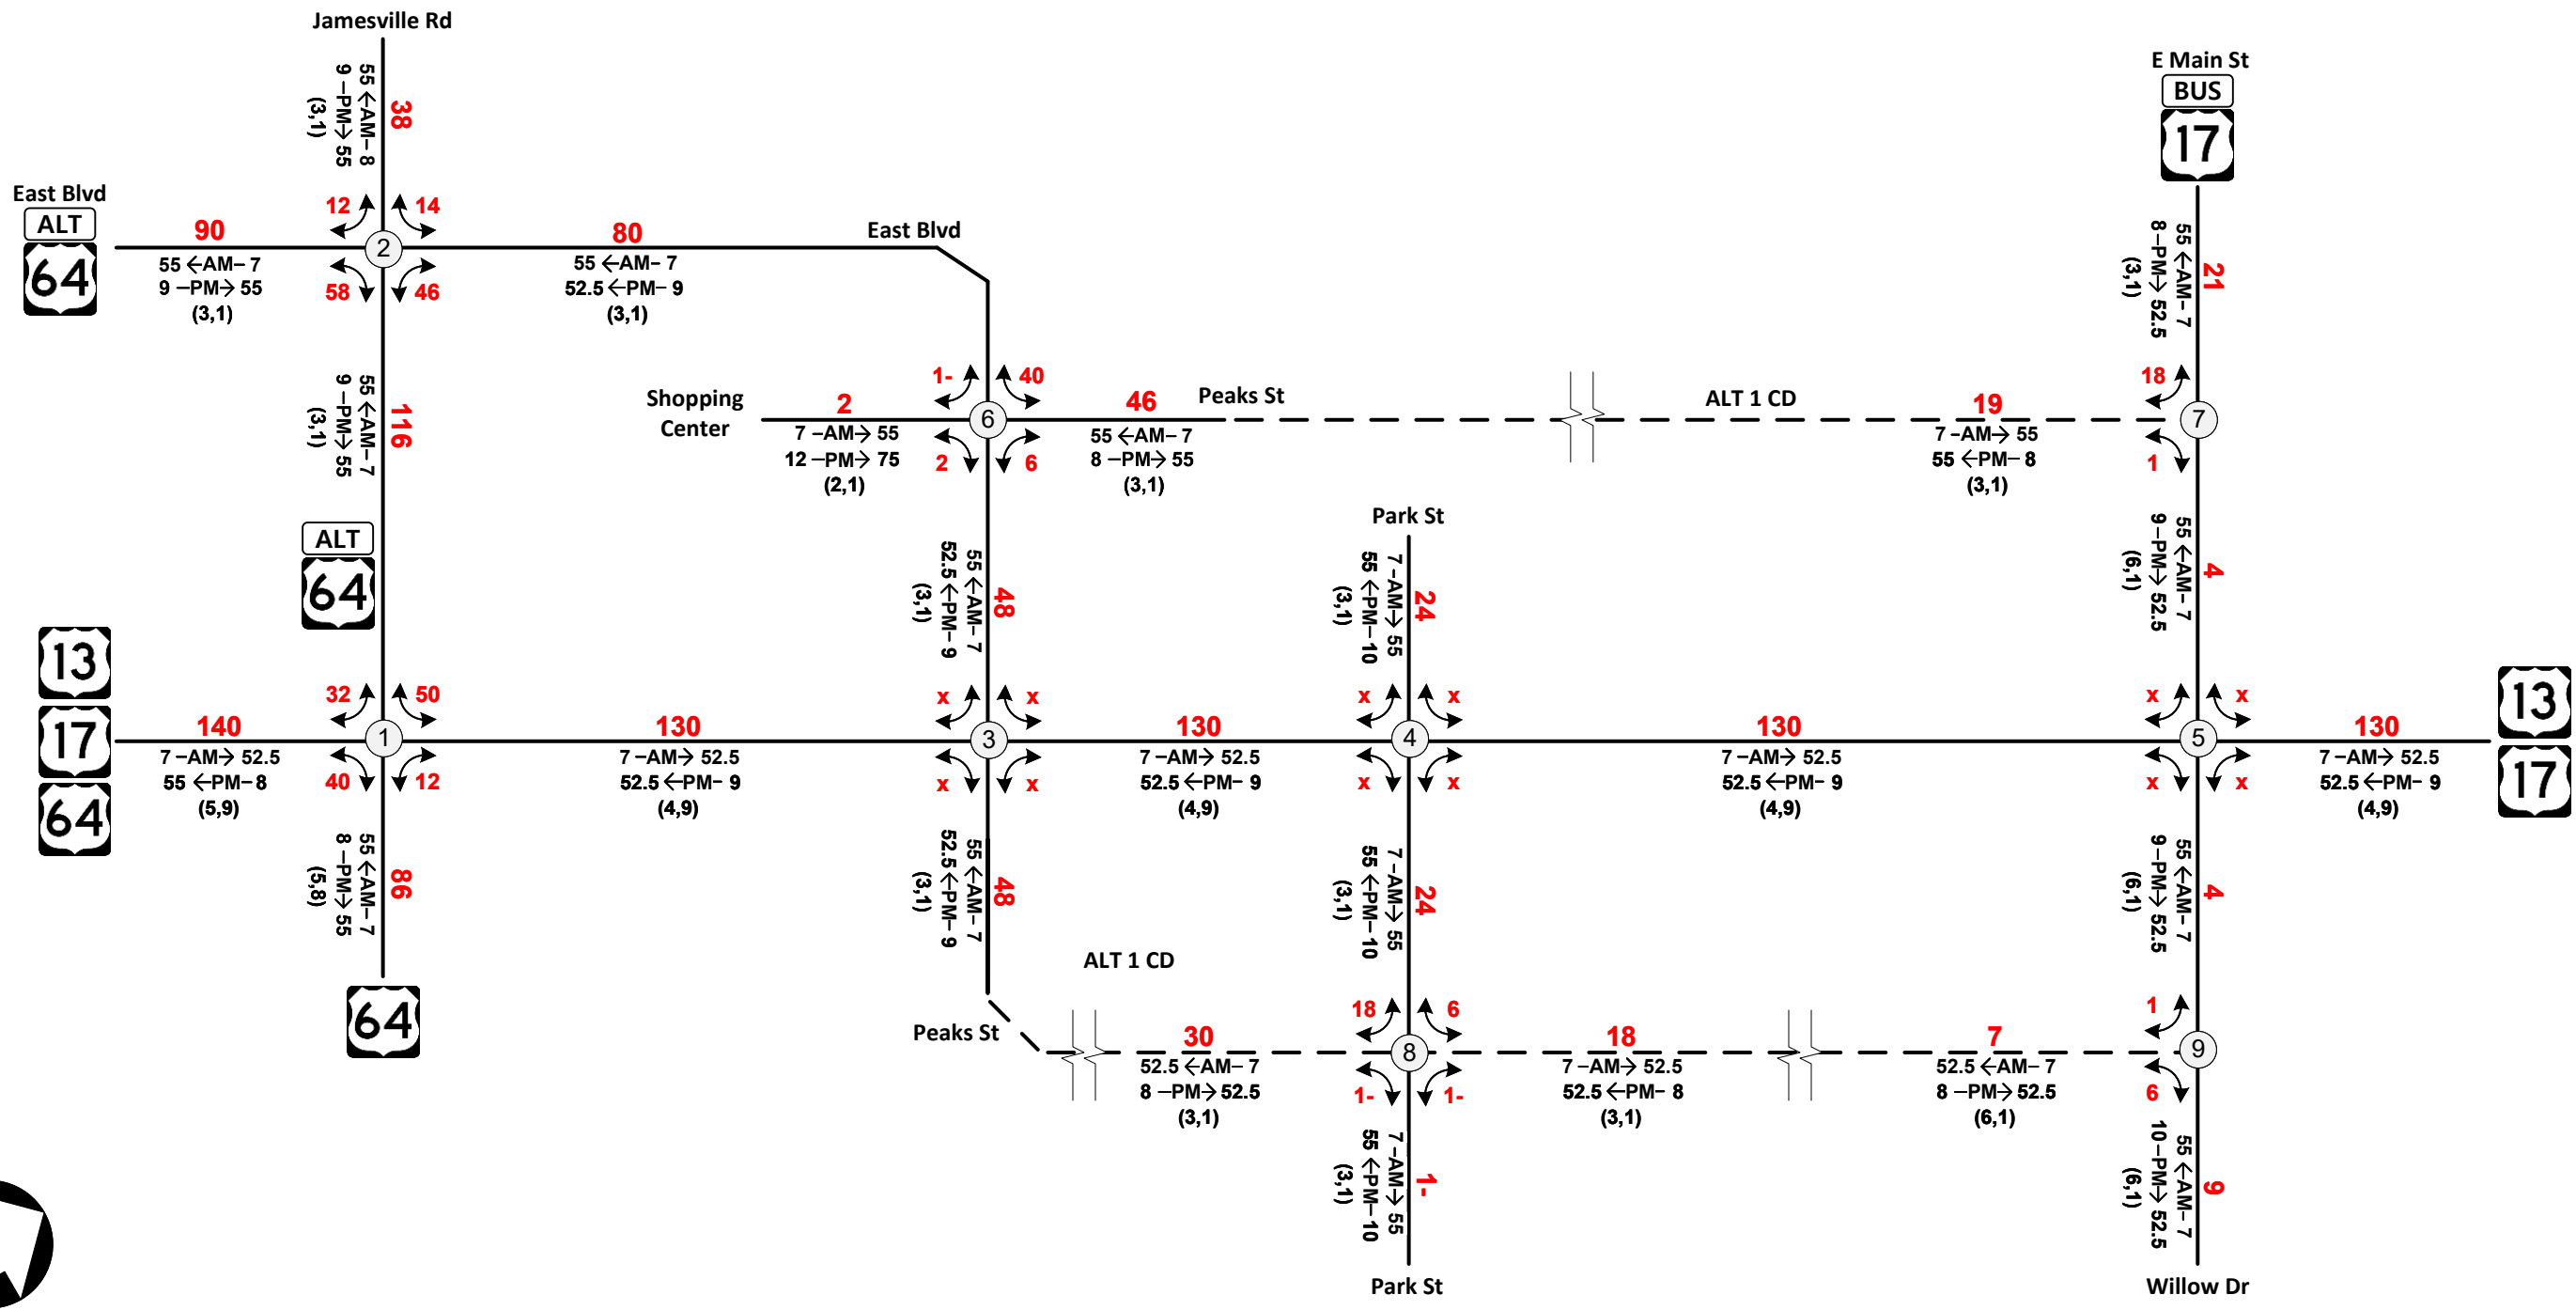 Jamesville Rd
55 ←AM– 8
9 –PM→ 55
(3,1)
38
East Blvd
ALT
64
90
55 ←AM– 7
9 –PM→ 55
(3,1)
12
14
2
58
46
80
55 ←AM– 7
52.5 ←PM– 9
(3,1)
East Blvd
E Main St
BUS
17
55 ←AM– 7
8 –PM→ 52.5
(3,1)
21
55 ←AM– 7
9 –PM→ 55
(3,1)
116
Shopping
Center
2
7 –AM→ 55
12 –PM→ 75
(2,1)
1-
40
6
2
6
46
55 ←AM– 7
8 –PM→ 55
(3,1)
Peaks St
ALT 1 CD
19
7 –AM→ 55
55 ←PM– 8
(3,1)
18
7
1
ALT
64
55 ←AM– 7
52.5 ←PM– 9
(3,1)
48
Park St
7 –AM→ 55
55 ←PM– 10
(3,1)
24
55 ←AM– 7
9 –PM→ 52.5
(6,1)
4
13
17
64
140
7 –AM→ 52.5
55 ←PM– 8
(5,9)
32
50
1
40
12
130
7 –AM→ 52.5
52.5 ←PM– 9
(4,9)
x
x
3
x
x
130
7 –AM→ 52.5
52.5 ←PM– 9
(4,9)
x
x
4
x
x
130
7 –AM→ 52.5
52.5 ←PM– 9
(4,9)
x
x
5
x
x
130
7 –AM→ 52.5
52.5 ←PM– 9
(4,9)
13
17
55 ←AM– 7
8 –PM→ 55
(5,8)
86
64
55 ←AM– 7
52.5 ←PM– 9
(3,1)
48
7 –AM→ 55
55 ←PM– 10
(3,1)
24
55 ←AM– 7
9 –PM→ 52.5
(6,1)
4
ALT 1 CD
Peaks St
30
52.5 ←AM– 7
8 –PM→ 52.5
(3,1)
18
6
8
1-
1-
18
7 –AM→ 52.5
52.5 ←PM– 8
(3,1)
7
52.5 ←AM– 7
8 –PM→ 52.5
(6,1)
1
9
6
7 –AM→ 55
55 ←PM– 10
(3,1)
1-
55 ←AM– 7
10 –PM→ 52.5
(6,1)
9
Park St
Willow Dr